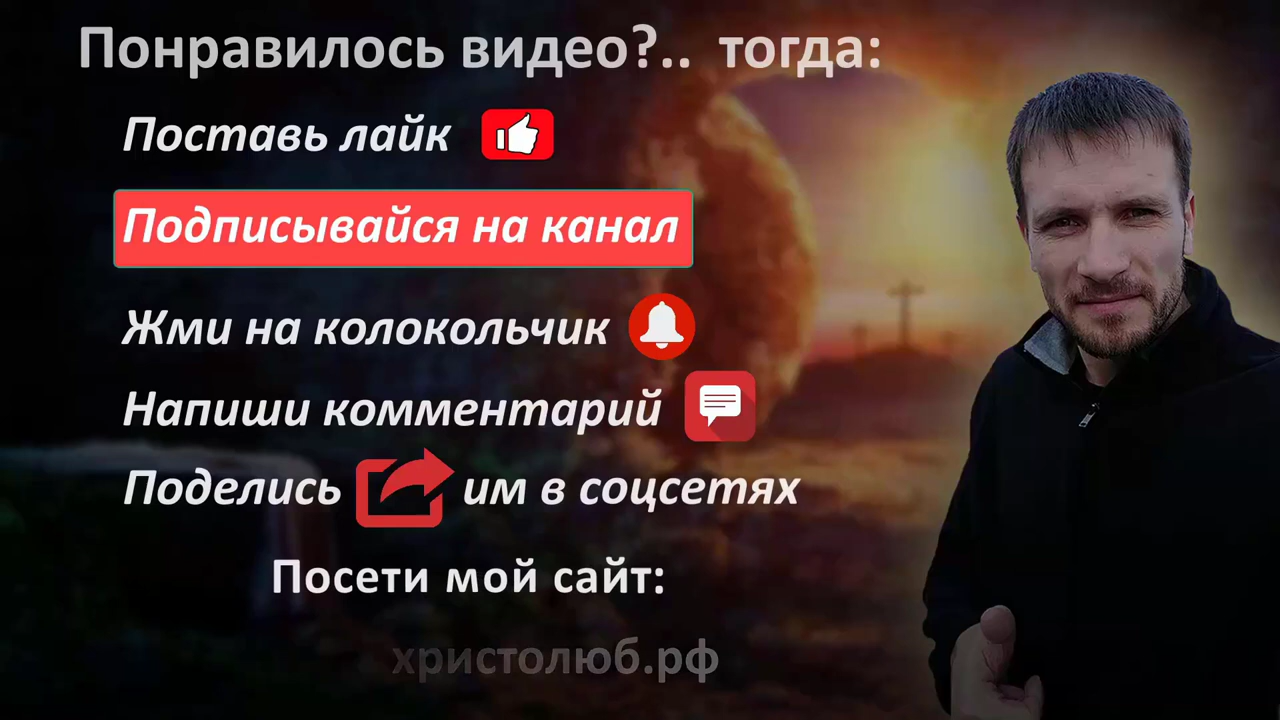 Понравилось видео?.. тогда:
Поставь лайк
Подписывайся на канал
Жми на колокольчик
Напиши комментарий
Поделись им в соцсетях
Посети мой сайт:
христолюб.рф